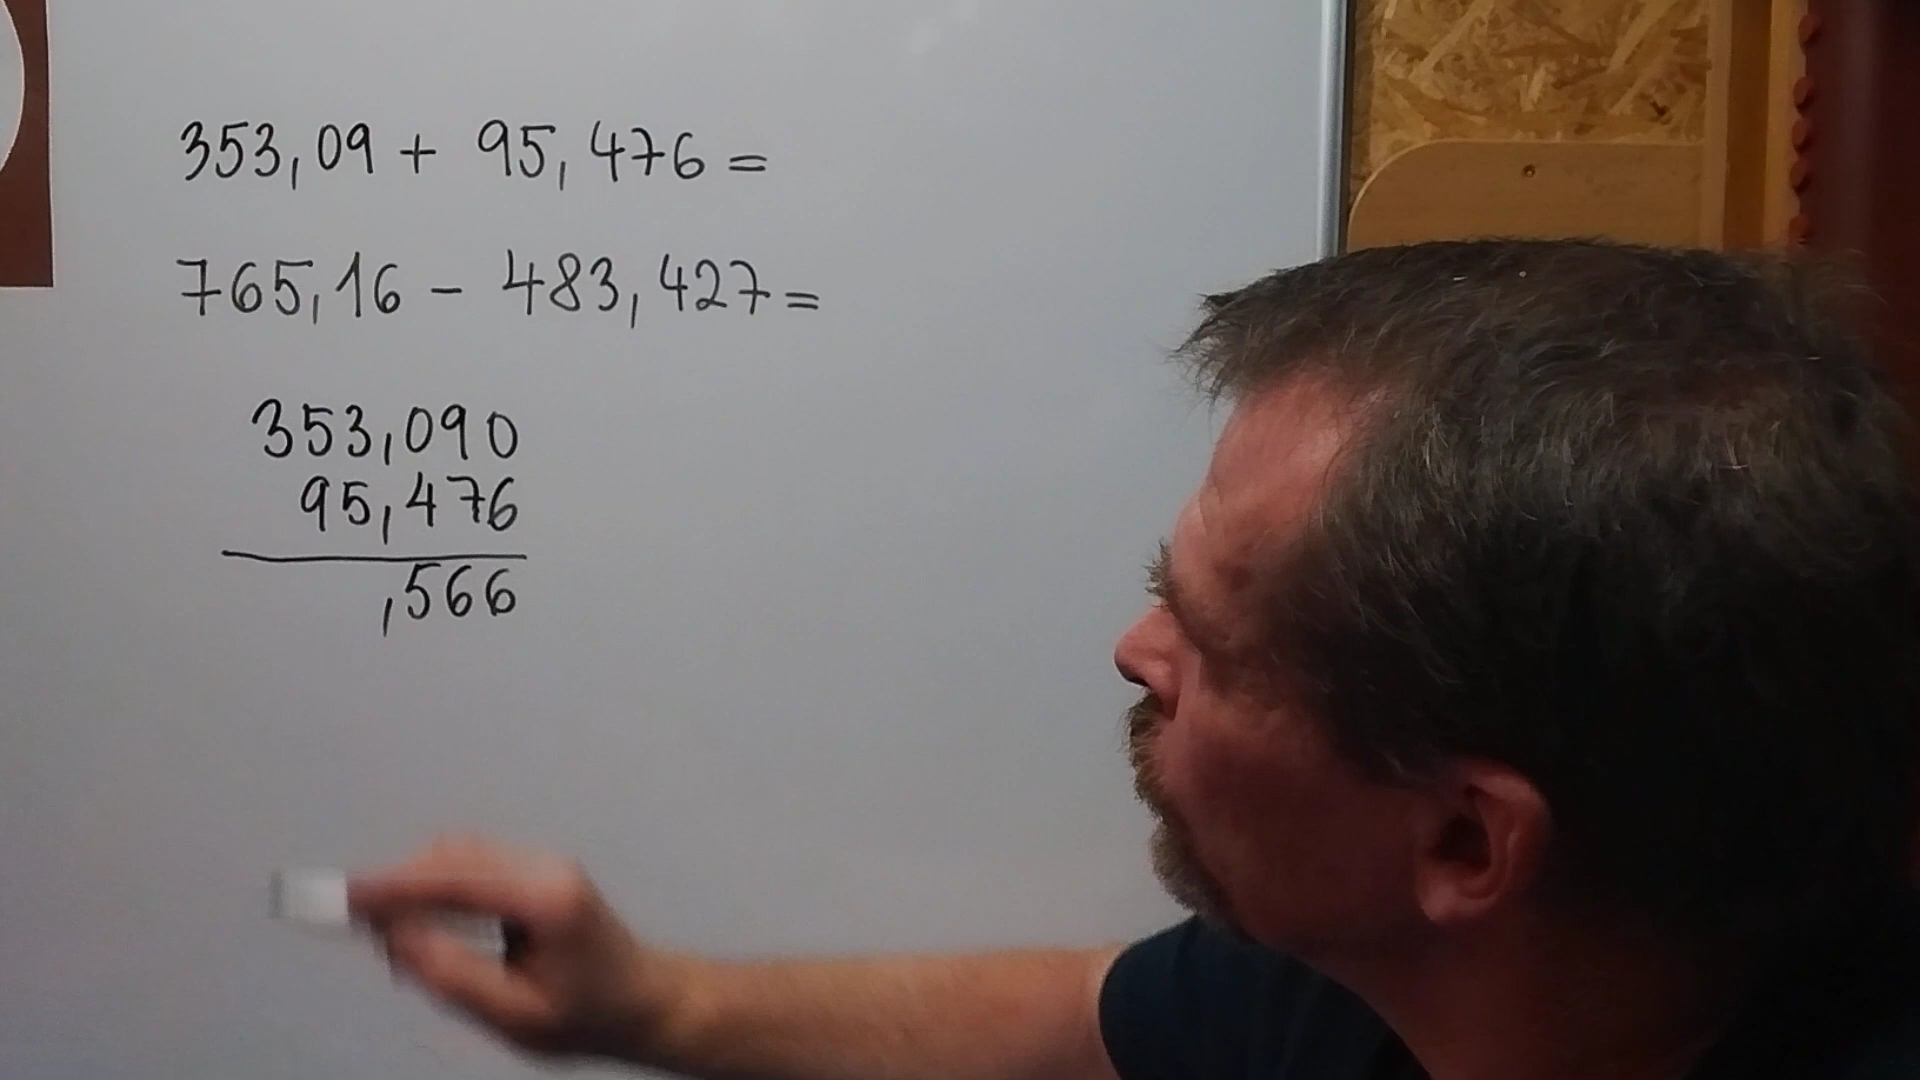 353,09 + 95,476 =
765,16 - 483,427 =
353,090
95,476
,566